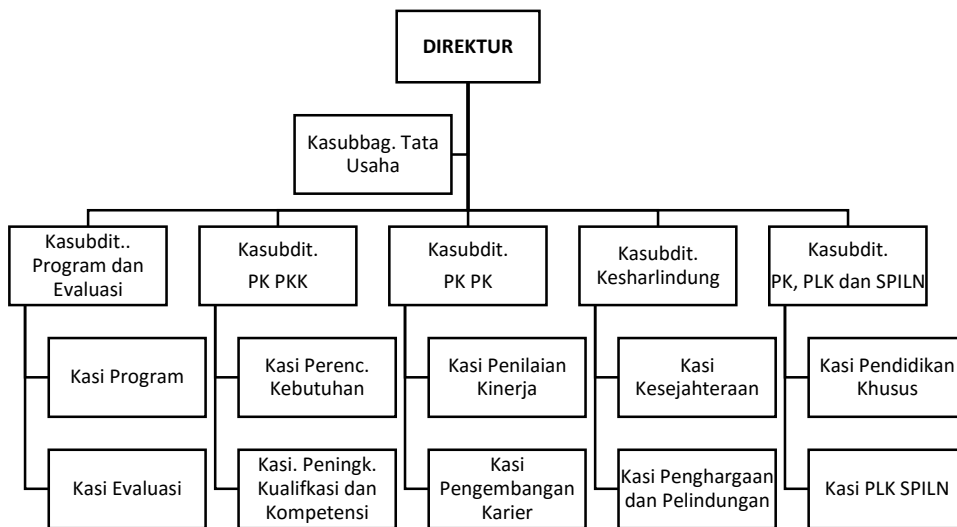 DIREKTUR
Kasubbag. Tata
Usaha
Kasubdit..
Program dan
Evaluasi
Kasubdit.
PK PKK
Kasubdit.
PK PK
Kasubdit.
Kesharlindung
Kasubdit.
PK, PLK dan SPILN
Kasi Program
Kasi Perenc.
Kebutuhan
Kasi Penilaian
Kinerja
Kasi
Kesejahteraan
Kasi Pendidikan
Khusus
Kasi Evaluasi
Kasi. Peningk.
Kualifkasi dan
Kompetensi
Kasi
Pengembangan
Karier
Kasi Penghargaan
dan Pelindungan
Kasi PLK SPILN